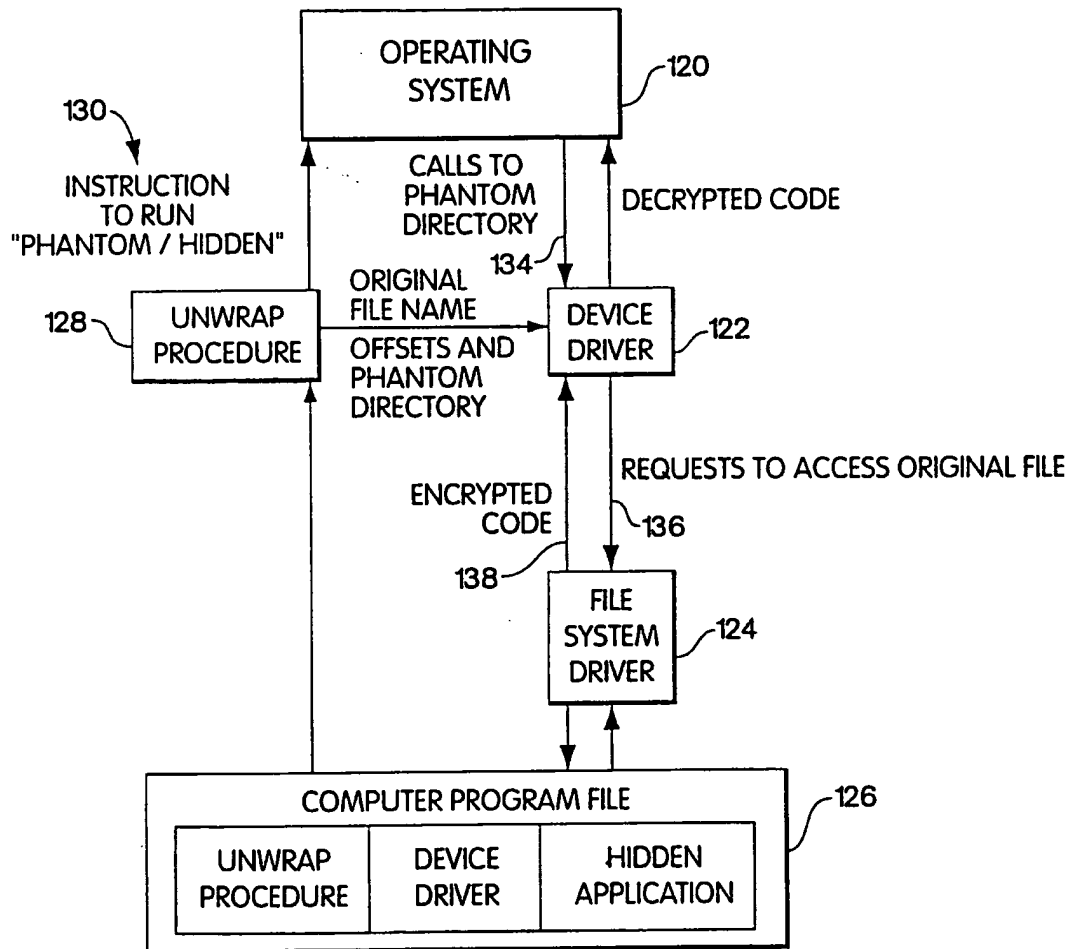 OPERATING
SYSTEM
120
130
INSTRUCTION
TO RUN
"PHANTOM / HIDDEN"
CALLS TO
PHANTOM
DIRECTORY
134
DECRYPTED CODE
128
UNWRAP
PROCEDURE
ORIGINAL
FILE NAME
OFFSETS AND
PHANTOM
DIRECTORY
DEVICE
DRIVER
122
ENCRYPTED
CODE
138
REQUESTS TO ACCESS ORIGINAL FILE
136
FILE
SYSTEM
DRIVER
124
COMPUTER PROGRAM FILE
126
UNWRAP
PROCEDURE
DEVICE
DRIVER
HIDDEN
APPLICATION